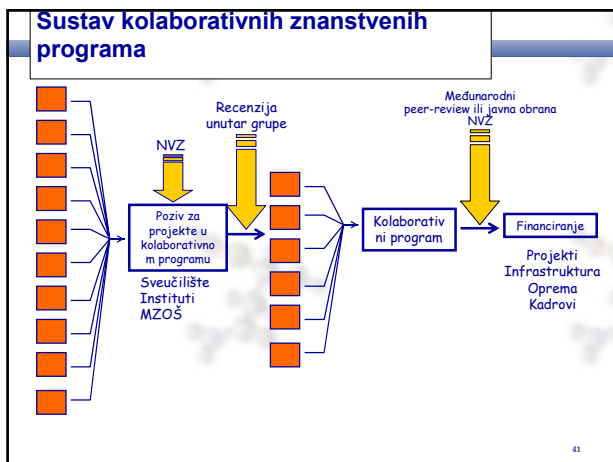 Sustav kolaborativnih znanstvenih
programa
Recenzija
unutar grupe
NVZ
Međunarodni
peer-review ili javna obrana
NVŽ
Poziv za
projekte u
kolaborativno
m programu
Sveučilište
Instituti
MZOŠ
Kolaborativ
ni program
Financiranje
Projekti
Infrastruktura
Oprema
Kadrovi
41